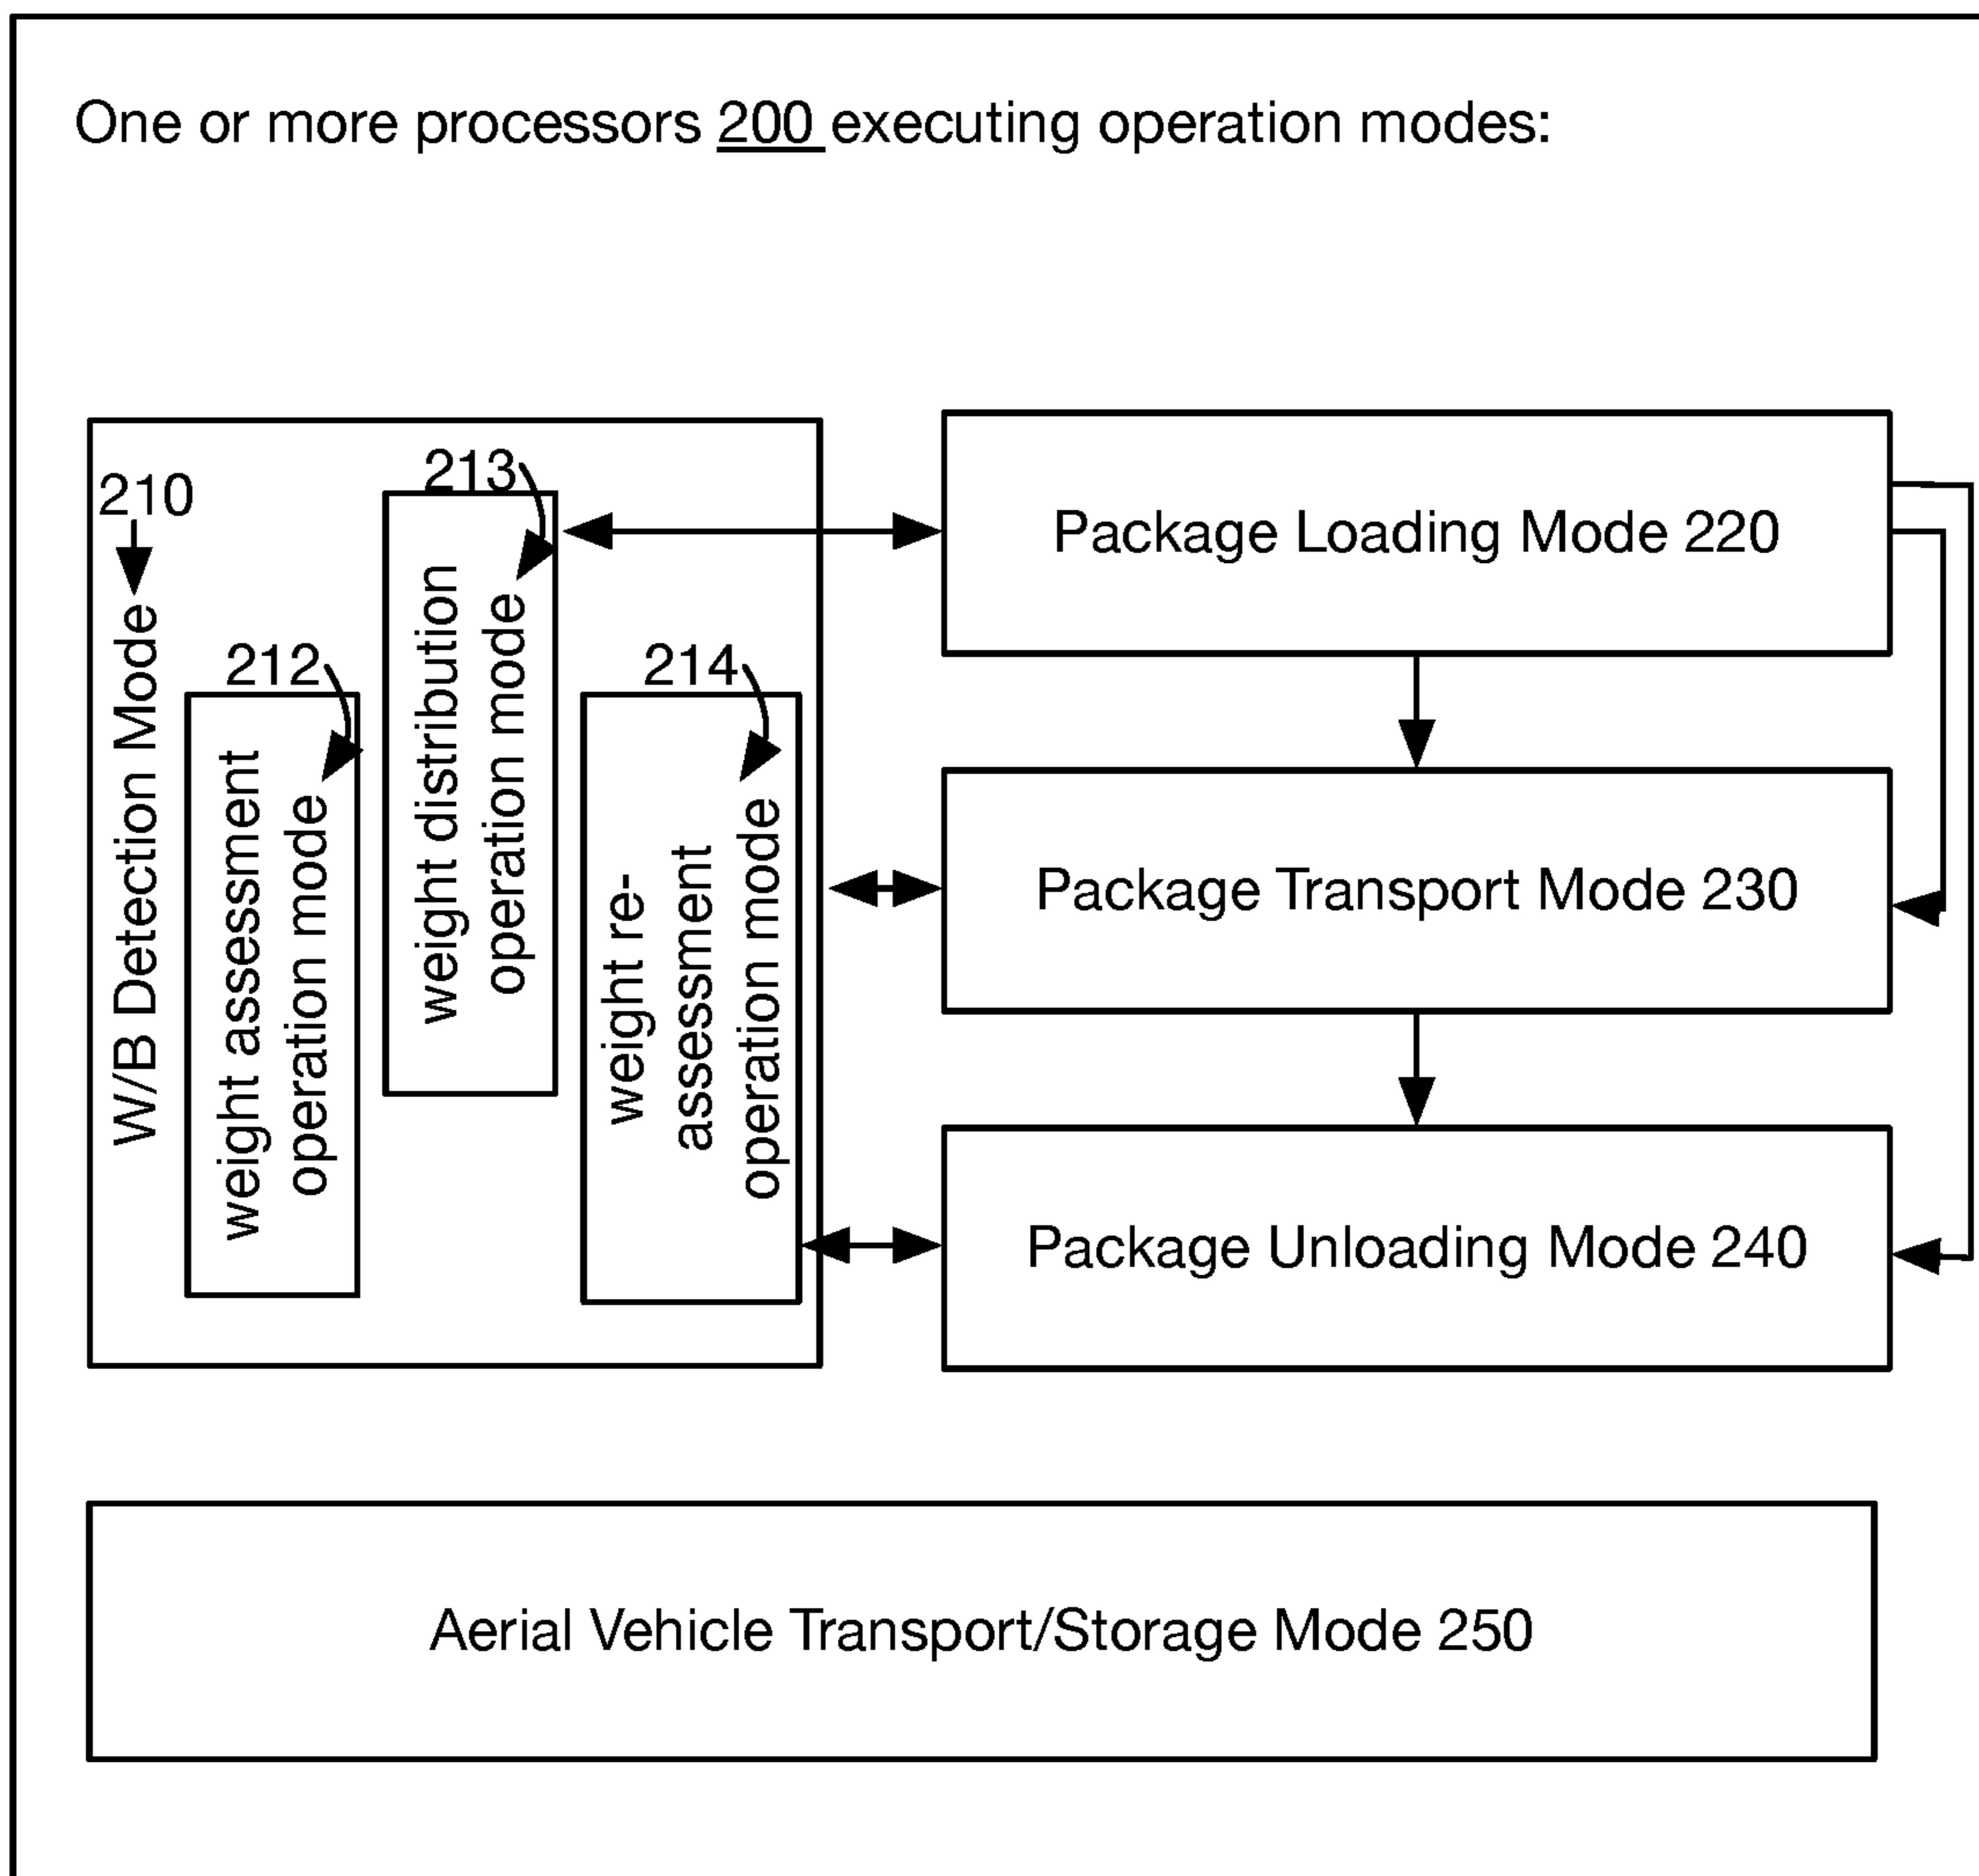 One or more processors 200 executing operation modes:
210
W/B Detection Mode
212
weight assessment
operation mode
213
weight distribution
operation mode
214
weight re-
assessment
operation mode
Package Loading Mode 220
Package Transport Mode 230
Package Unloading Mode 240
Aerial Vehicle Transport/Storage Mode 250